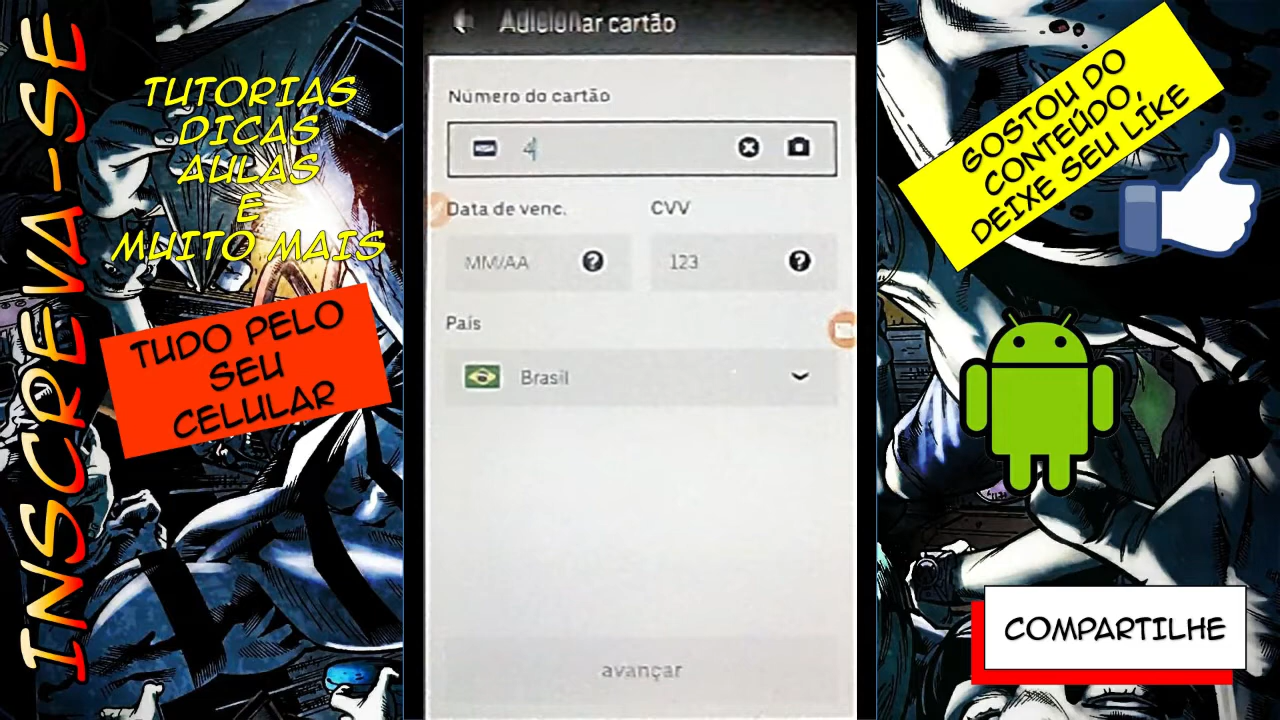 INSCREVA-SE
TUTORIAS
DICAS
AULAS
E
MUITO MAIS
TUDO PELO
SEU
CELULAR
Adicionar cartão
Número do cartão
4
Data de venc.
CVV
MM/AA
123
País
Brasil
avançar
GOSTOU DO
CONTEÚDO,
DEIXE SEU LIKE
COMPARTILHE